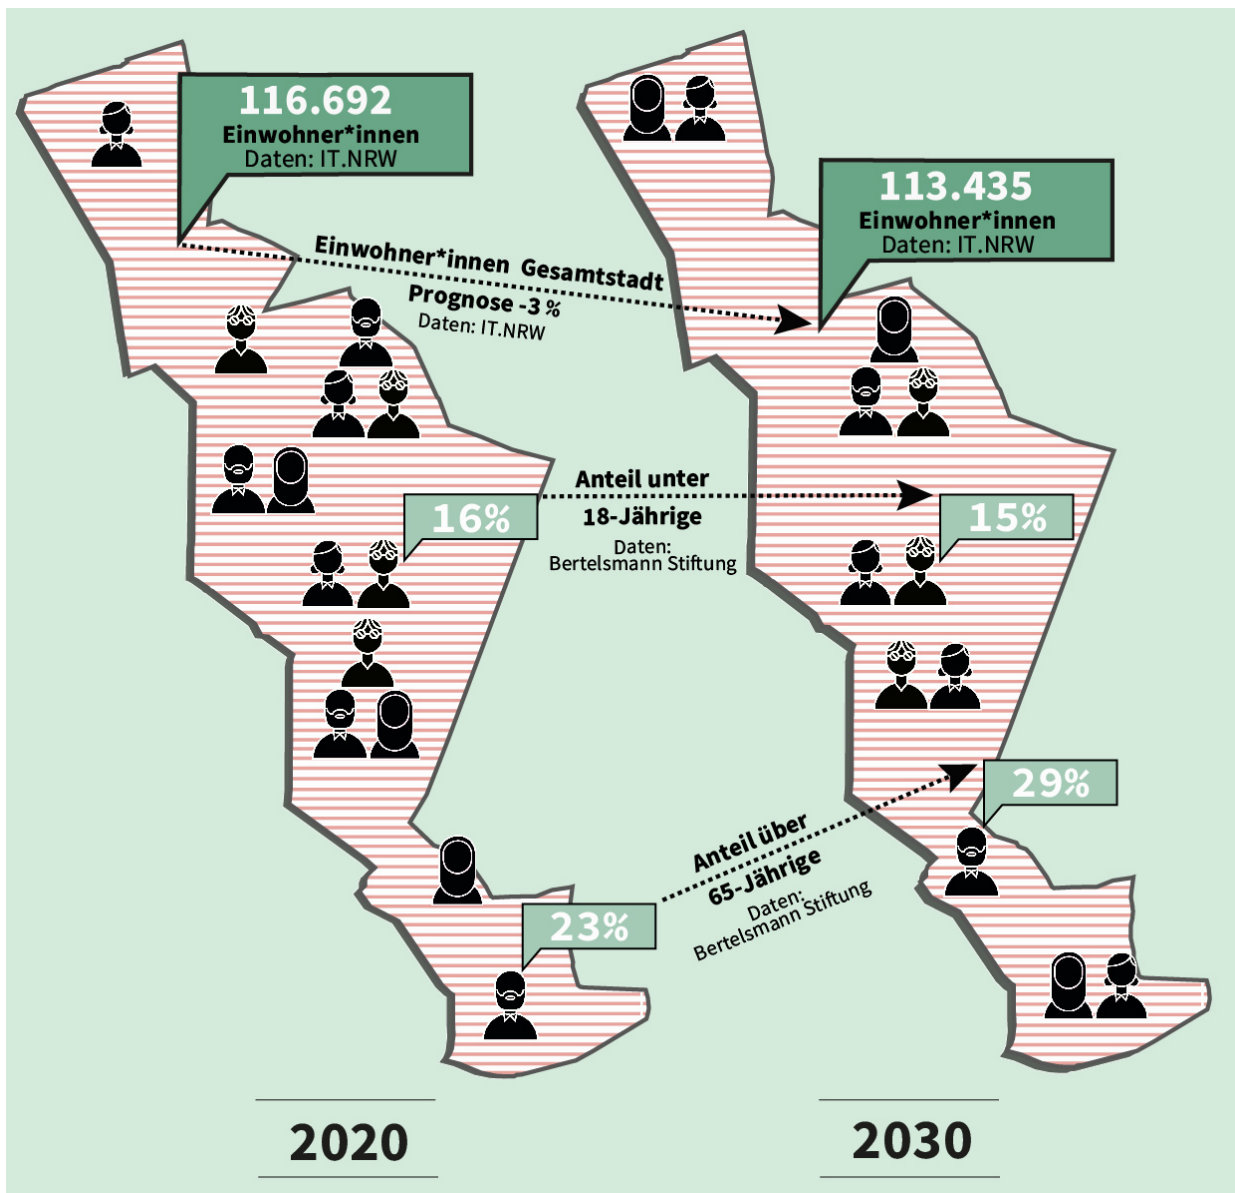 116.692
Einwohner*innen
Daten: IT.NRW
113.435
Einwohner*innen
Daten: IT.NRW
Einwohner*innen Gesamtstadt
Prognose -3 %
Daten: IT.NRW
16%
Anteil unter
18-Jährige
Daten:
Bertelsmann Stiftung
15%
29%
Anteil über
65-Jährige
Daten:
Bertelsmann Stiftung
23%
2020
2030